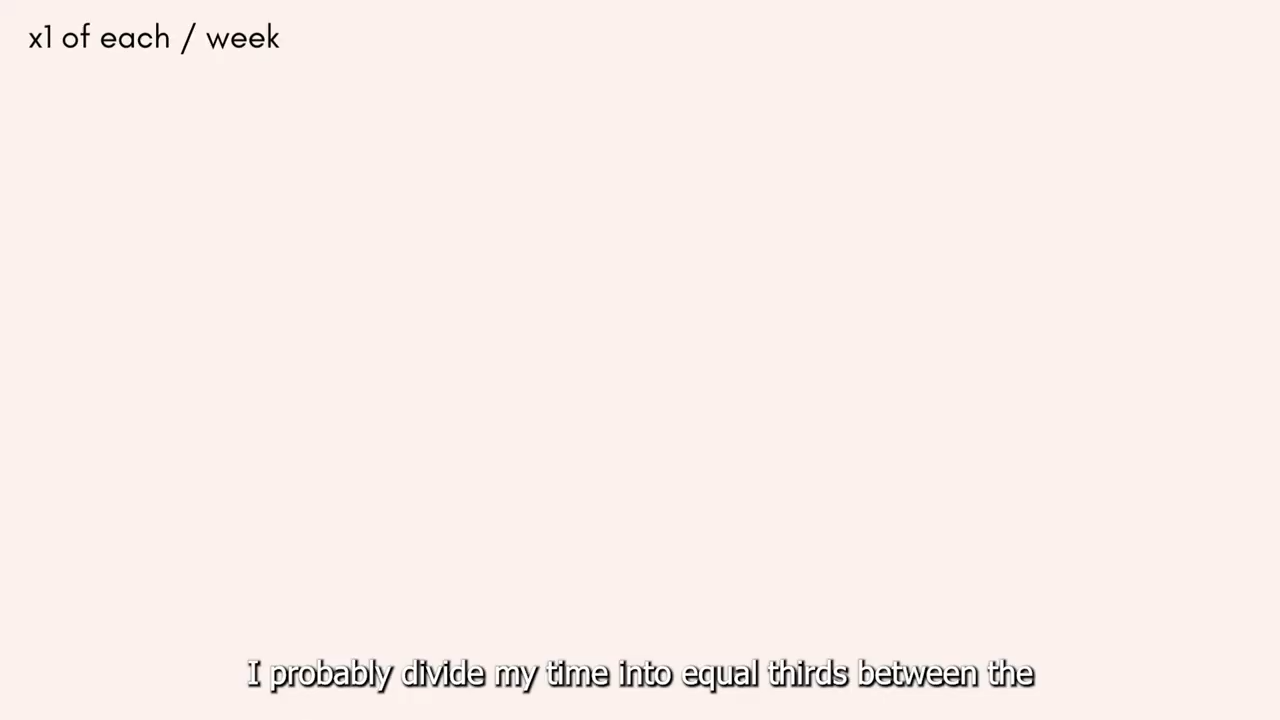 x1 of each / week
I probably divide my time into equal thirds between the